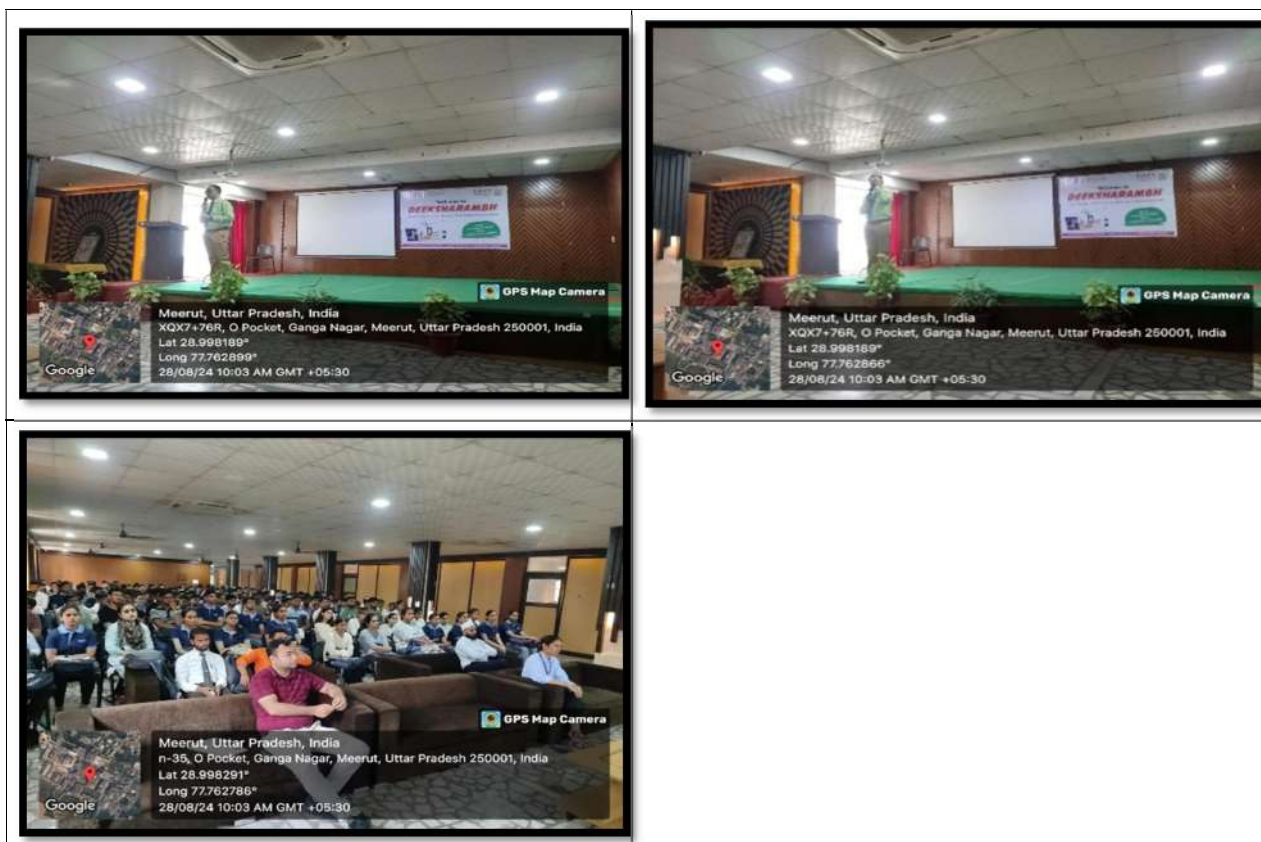 Welcome to
DEEKSHARAMBH
GPS Map Camera
Meerut, Uttar Pradesh, India
XQX7+76R, O Pocket, Ganga Nagar, Meerut, Uttar Pradesh 250001, India
Lat 28.998189°
Long 77.762899°
28/08/24 10:03 AM GMT +05:30
Google
Welcome to
DEEKSHARAMBH
GPS Map Camera
Meerut, Uttar Pradesh, India
XQX7+76R, O Pocket, Ganga Nagar, Meerut, Uttar Pradesh 250001, India
Lat 28.998189°
Long 77.762866°
28/08/24 10:03 AM GMT +05:30
Google
GPS Map Camera
Meerut, Uttar Pradesh, India
n-35, O Pocket, Ganga Nagar, Meerut, Uttar Pradesh 250001, India
Lat 28.998291°
Long 77.762786°
28/08/24 10:03 AM GMT +05:30
Google